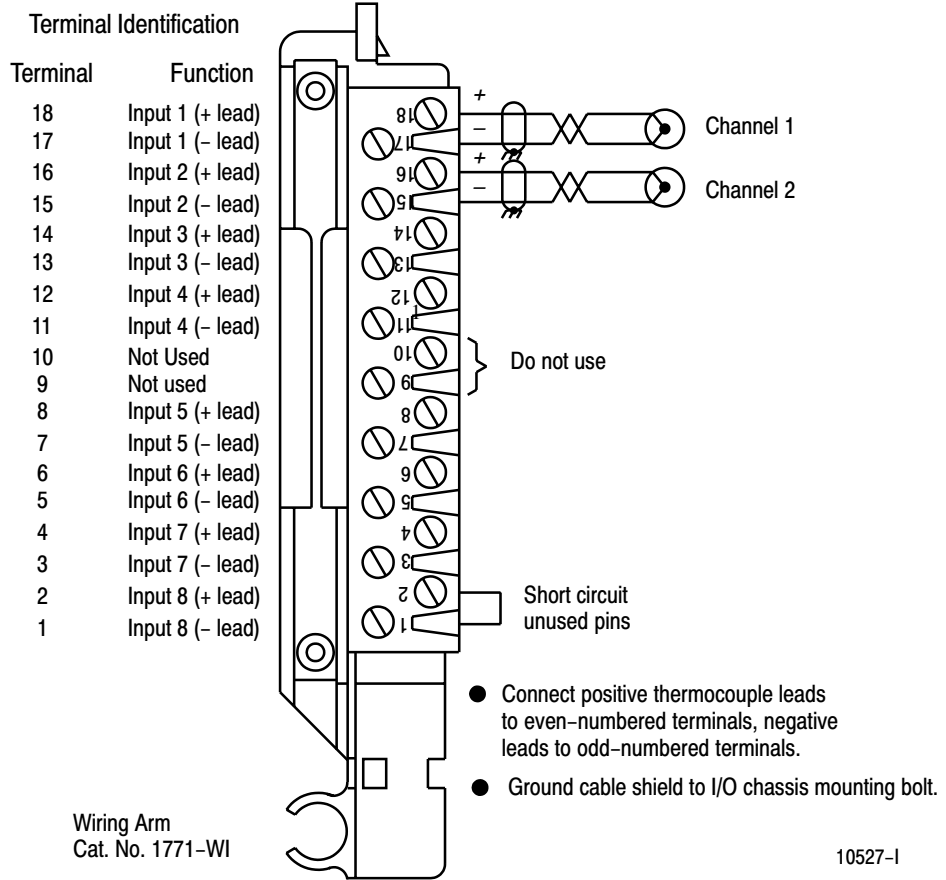 Terminal Identification
Terminal Function
18 Input 1 (+ lead)
17 Input 1 (– lead)
16 Input 2 (+ lead)
15 Input 2 (– lead)
14 Input 3 (+ lead)
13 Input 3 (– lead)
12 Input 4 (+ lead)
11 Input 4 (– lead)
10 Not Used
9 Not used
8 Input 5 (+ lead)
7 Input 5 (– lead)
6 Input 6 (+ lead)
5 Input 6 (– lead)
4 Input 7 (+ lead)
3 Input 7 (– lead)
2 Input 8 (+ lead)
1 Input 8 (– lead)
18
17
16
15
14
13
12
11
10
9
8
7
6
5
4
3
2
1
+
–
Channel 1
+
–
Channel 2
Do not use
Short circuit
unused pins
● Connect positive thermocouple leads
to even–numbered terminals, negative
leads to odd–numbered terminals.
● Ground cable shield to I/O chassis mounting bolt.
Wiring Arm
Cat. No. 1771–WI
10527–I